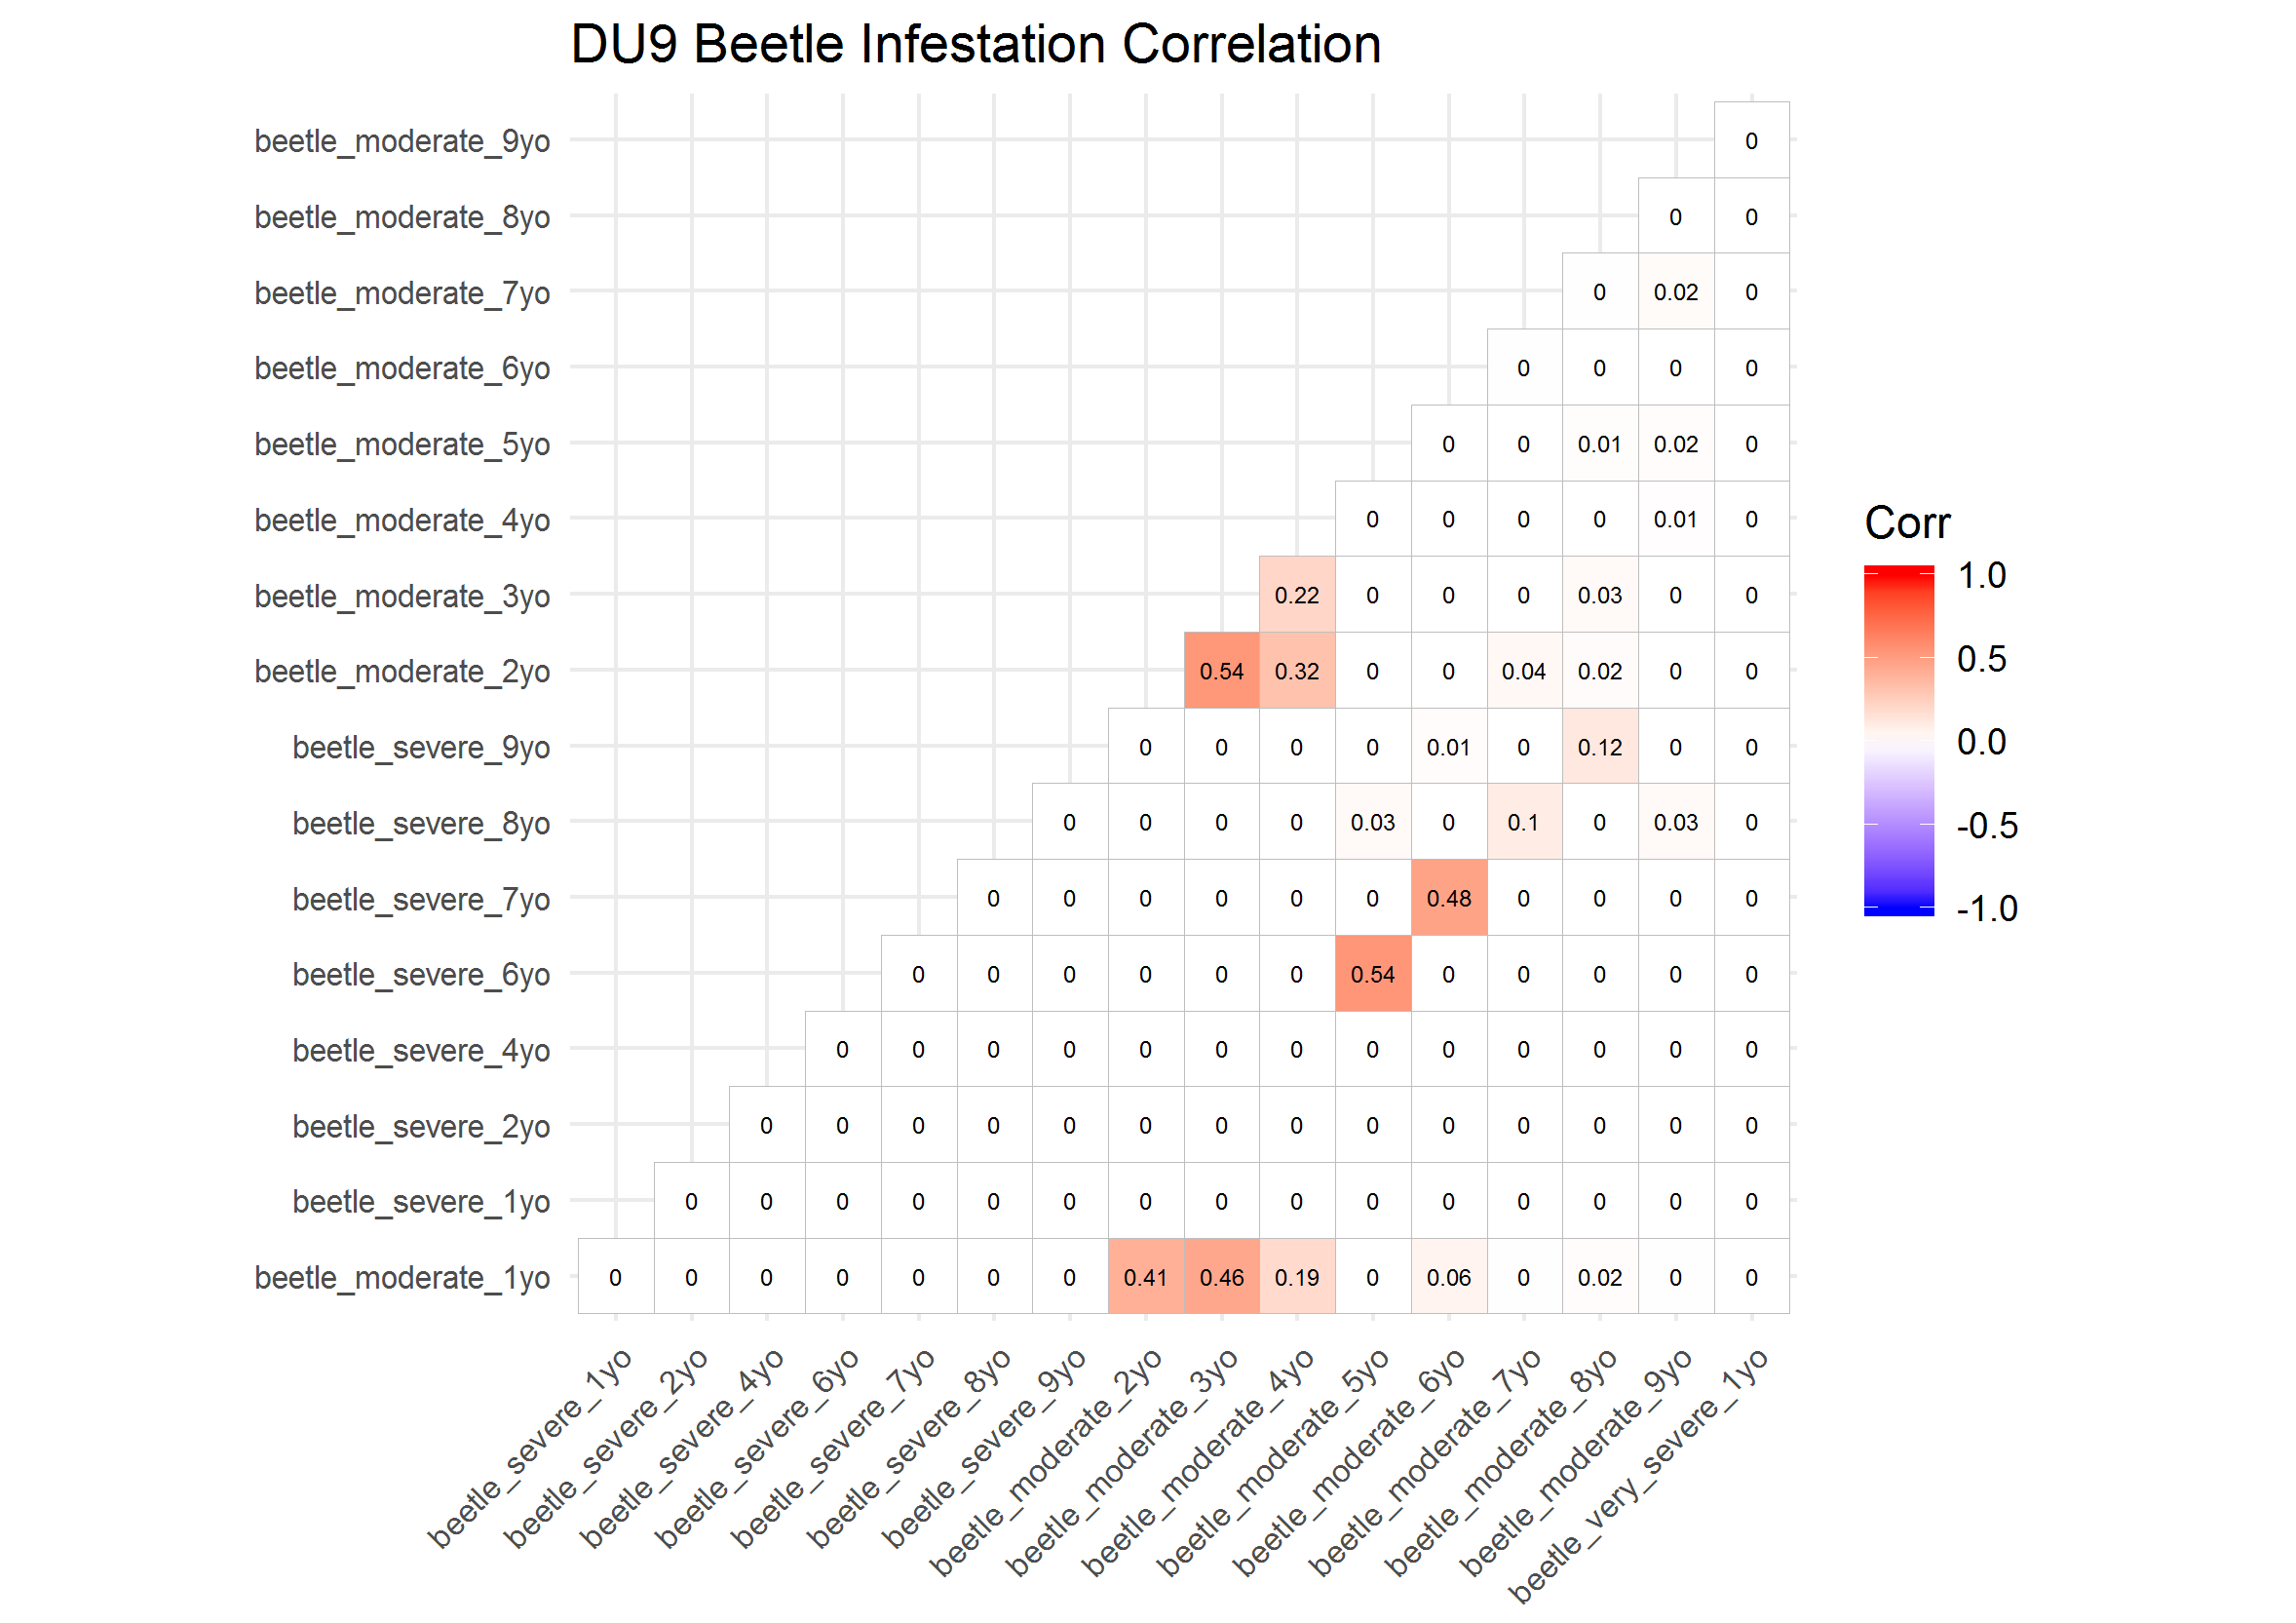 DU9 Beetle Infestation Correlation
beetle_moderate_9yo 0
beetle_moderate_8yo 0 0
beetle_moderate_7yo 0 0.02 0
beetle_moderate_6yo 0 0 0 0
beetle_moderate_5yo 0 0 0.01 0.02 0
beetle_moderate_4yo 0 0 0 0 0.01 0
beetle_moderate_3yo 0.22 0 0 0 0.03 0 0
beetle_moderate_2yo 0.54 0.32 0 0 0.04 0.02 0 0
beetle_severe_9yo 0 0 0 0 0.01 0 0.12 0 0
beetle_severe_8yo 0 0 0 0 0.03 0 0.1 0 0.03 0
beetle_severe_7yo 0 0 0 0 0 0 0.48 0 0 0 0
beetle_severe_6yo 0 0 0 0 0 0 0.54 0 0 0 0 0
beetle_severe_4yo 0 0 0 0 0 0 0 0 0 0 0 0 0
beetle_severe_2yo 0 0 0 0 0 0 0 0 0 0 0 0 0 0
beetle_severe_1yo 0 0 0 0 0 0 0 0 0 0 0 0 0 0 0
beetle_moderate_1yo 0 0 0 0 0 0 0 0.41 0.46 0.19 0 0.06 0 0.02 0 0
beetle_severe_1yo
beetle_severe_2yo
beetle_severe_4yo
beetle_severe_6yo
beetle_severe_7yo
beetle_severe_8yo
beetle_severe_9yo
beetle_moderate_2yo
beetle_moderate_3yo
beetle_moderate_4yo
beetle_moderate_5yo
beetle_moderate_6yo
beetle_moderate_7yo
beetle_moderate_8yo
beetle_moderate_9yo
beetle_very_severe_1yo
Corr
1.0
0.5
0.0
-0.5
-1.0